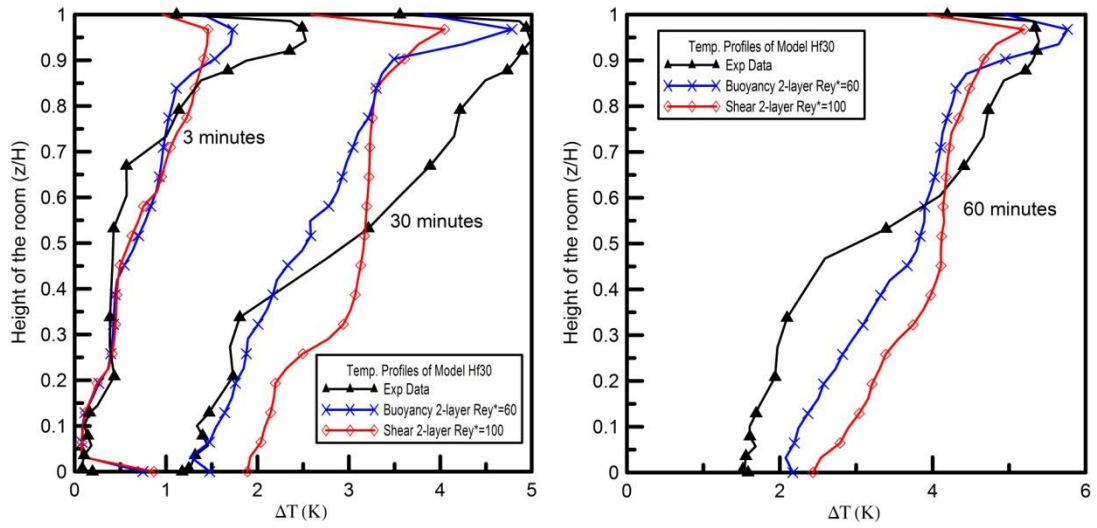 Height of the room (z/H)
1
0.9
0.8
0.7
0.6
0.5
0.4
0.3
0.2
0.1
0
3 minutes
30 minutes
Temp. Profiles of Model Hf30
Exp Data
Buoyancy 2-layer Rey*=60
Shear 2-layer Rey*=100
0 1 2 3 4 5
ΔT (K)
Height of the room (z/H)
1
0.9
0.8
0.7
0.6
0.5
0.4
0.3
0.2
0.1
0
Temp. Profiles of Model Hf30
Exp Data
Buoyancy 2-layer Rey*=60
Shear 2-layer Rey*=100
60 minutes
0 2 4 6
ΔT (K)